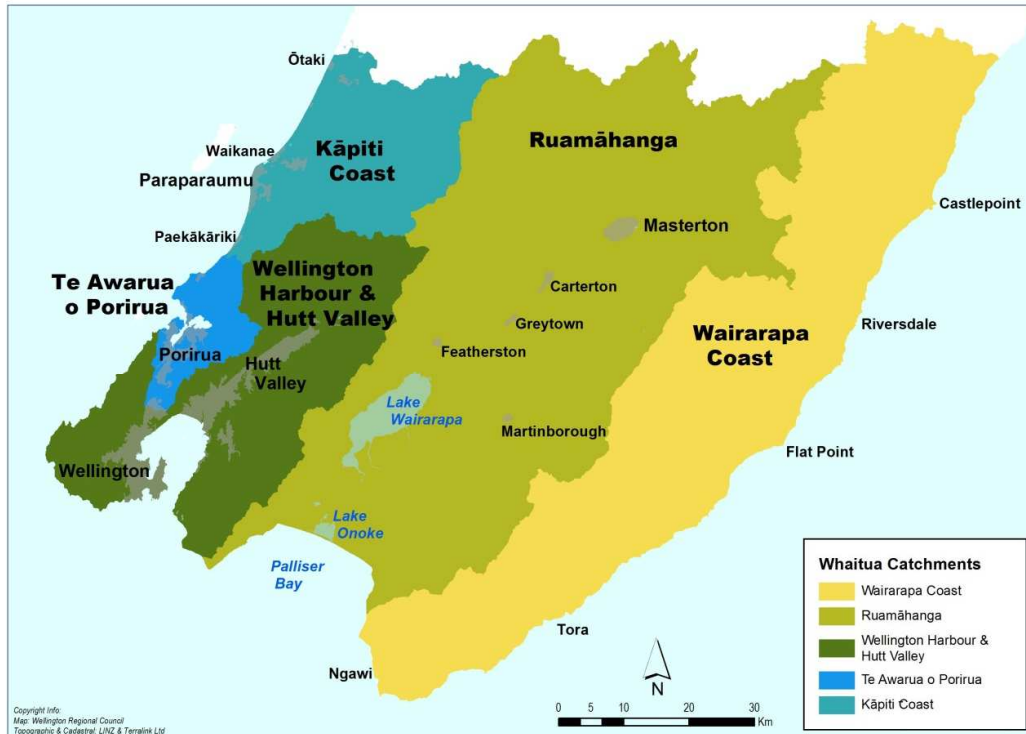 Ōtaki
Waikanae
Paraparaumu
Paekākāriki
Kāpiti
Coast
Ruamāhanga
Masterton
Castlepoint
Te Awarua
o Porirua
Wellington
Harbour &
Hutt Valley
Carterton
Greytown
Featherston
Riversdale
Wairarapa
Coast
Porirua
Hutt
Valley
Lake
Wairarapa
Martinborough
Flat Point
Wellington
Lake
Onoke
Palliser
Bay
Tora
Ngawi
N
0 5 10 20 30
Km
Whaitua Catchments
Wairarapa Coast
Ruamāhanga
Wellington Harbour &
Hutt Valley
Te Awarua o Porirua
Kāpiti Coast
Copyright Info:
Map: Wellington Regional Council
Topographic & Cadastral: LINZ & Terralink Ltd